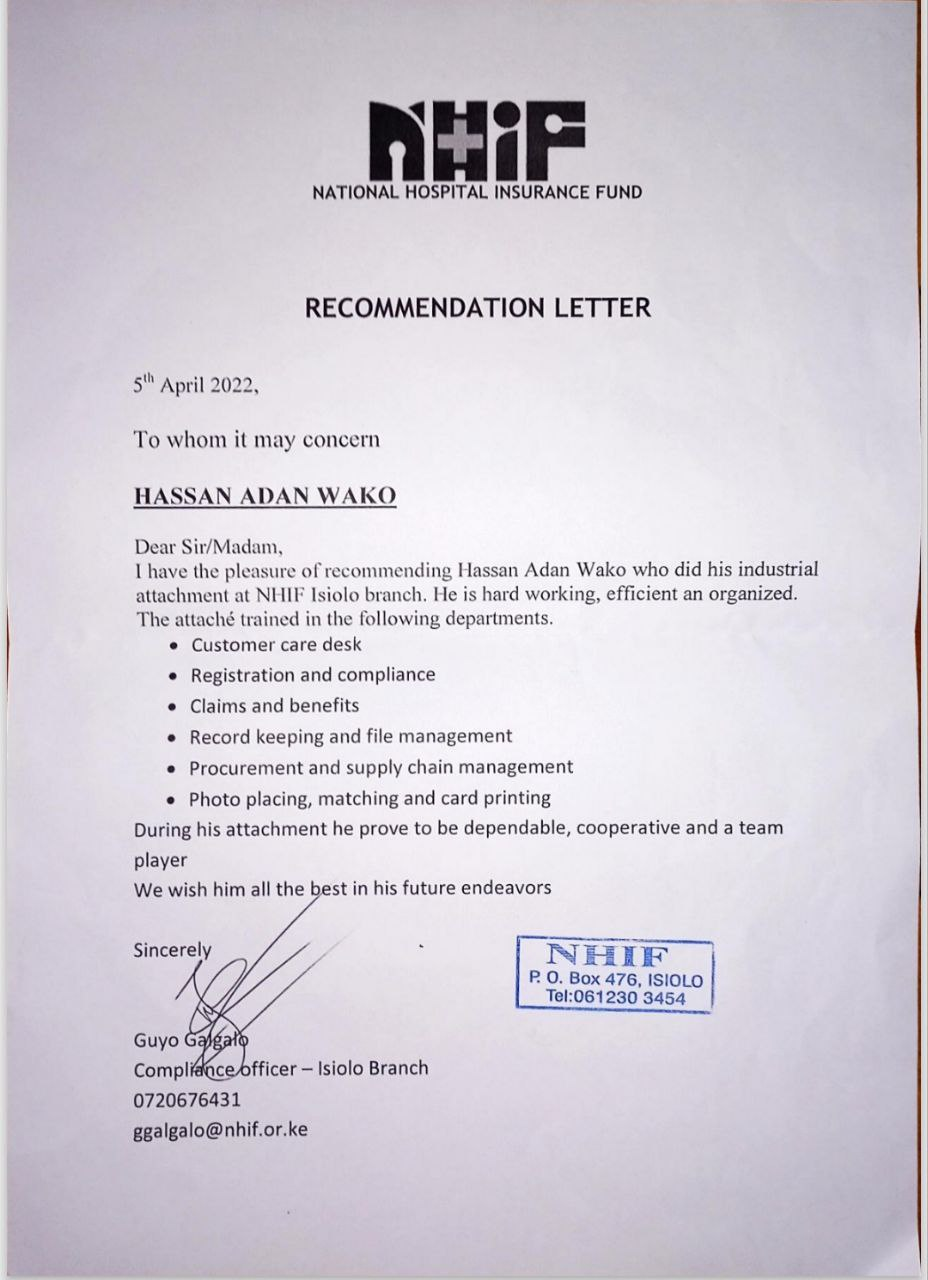 NHiF
NATIONAL HOSPITAL INSURANCE FUND
RECOMMENDATION LETTER
5th April 2022,
To whom it may concern
HASSAN ADAN WAKO
Dear Sir/Madam,
I have the pleasure of recommending Hassan Adan Wako who did his industrial
attachment at NHIF Isiolo branch. He is hard working, efficient an organized.
The attaché trained in the following departments.
• Customer care desk
• Registration and compliance
• Claims and benefits
• Record keeping and file management
• Procurement and supply chain management
• Photo placing, matching and card printing
During his attachment he prove to be dependable, cooperative and a team
player
We wish him all the best in his future endeavors
Sincerely
NHIF
P. O. Box 476, ISIOLO
Tel:061230 3454
Guyo Galgalo
Compliance officer – Isiolo Branch
0720676431
ggalgalo@nhif.or.ke